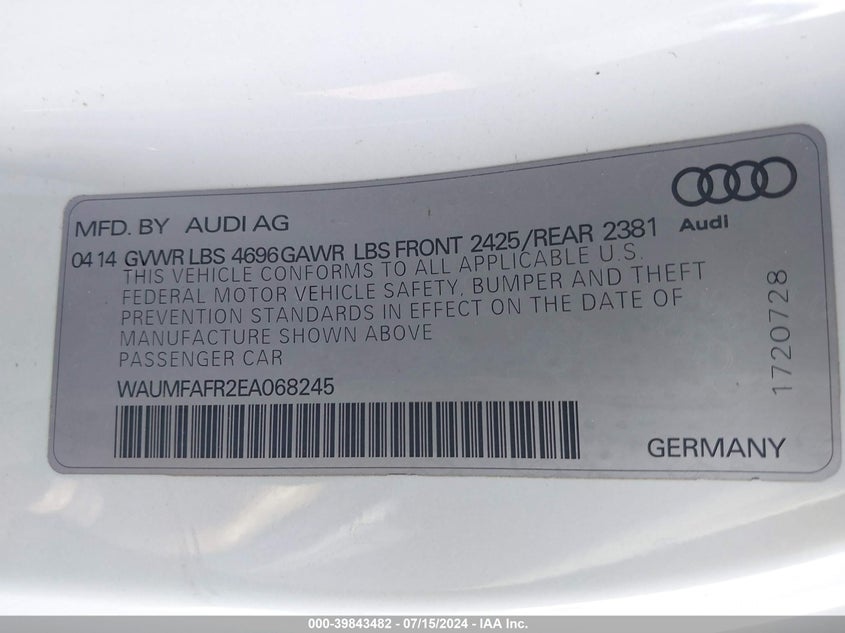 MFD. BY AUDI AG
Audi
04 14 GVWR LBS 4696 GAWR LBS FRONT 2425/REAR 2381
THIS VEHICLE CONFORMS TO ALL APPLICABLE U.S.
FEDERAL MOTOR VEHICLE SAFETY, BUMPER AND THEFT
PREVENTION STANDARDS IN EFFECT ON THE DATE OF
MANUFACTURE SHOWN ABOVE
PASSENGER CAR
WAUMFAFR2EA068245
1720728
GERMANY
000-39843482 - 07/15/2024 - IAA Inc.